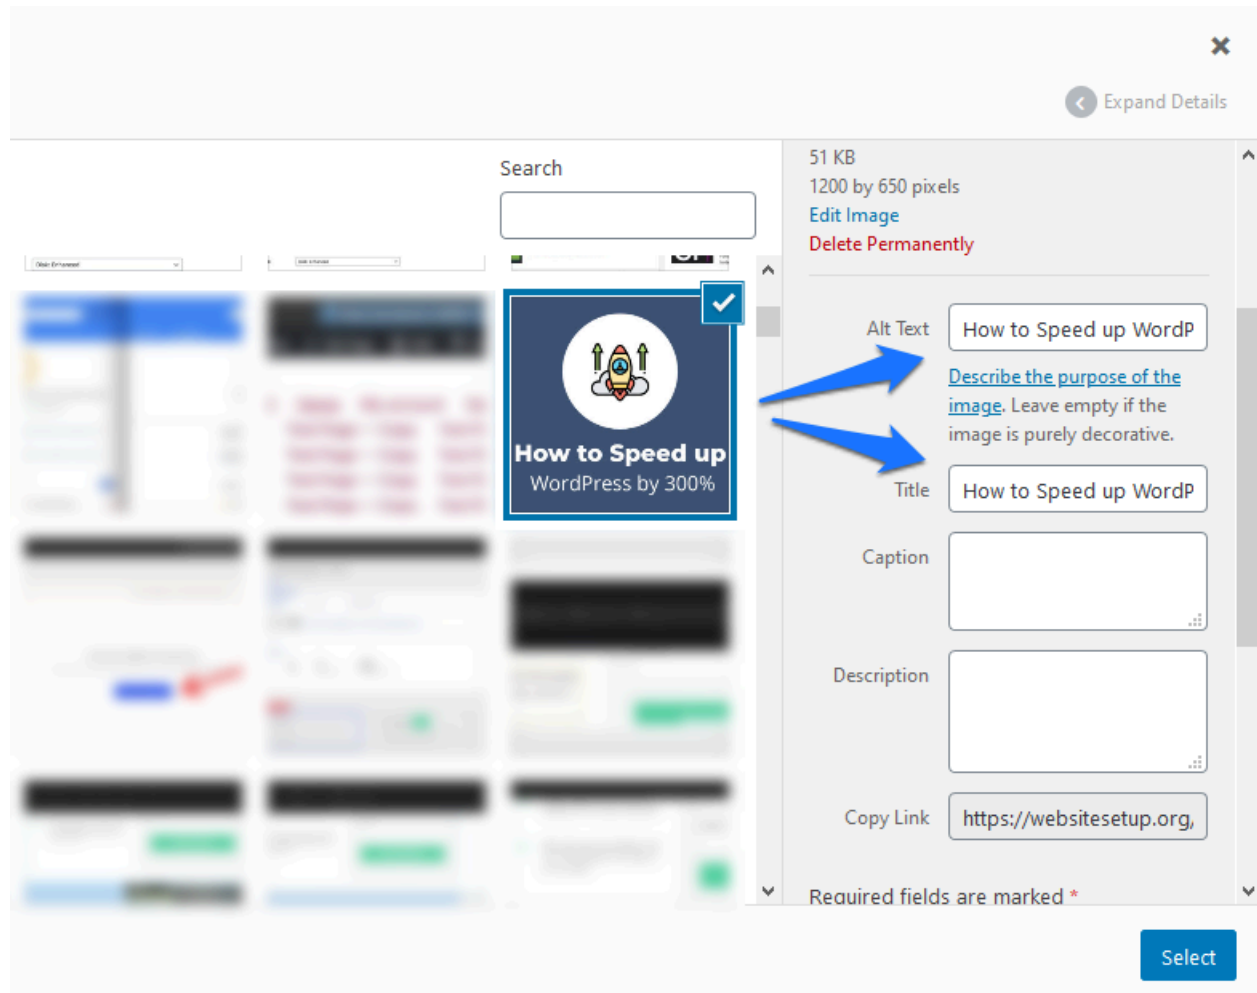 Expand Details
Search
51 KB
1200 by 650 pixels
Edit Image
Delete Permanently
How to Speed up
WordPress by 300%
Alt Text
How to Speed up WordP
Describe the purpose of the
image. Leave empty if the
image is purely decorative.
Title
How to Speed up WordP
Caption
Description
Copy Link
https://websitesetup.org,
Required fields are marked *
Select